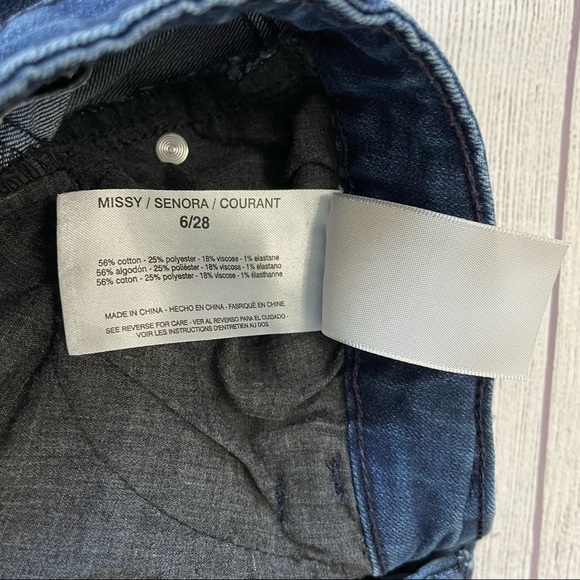 MISSY / SENORA / COURANT
6/28
56% cotton - 25% polyester - 18% viscose - 1% elastane
56% algodón - 25% poliéster - 18% viscosa - 1% elastano
56% coton - 25% polyester - 18% viscose - 1% élasthanne
MADE IN CHINA - HECHO EN CHINA - FABRIQUÉ EN CHINE
SEE REVERSE FOR CARE - VER AL REVERSO PARA EL CUIDADO -
VOIR LES INSTRUCTIONS D'ENTRETIEN AU DOS